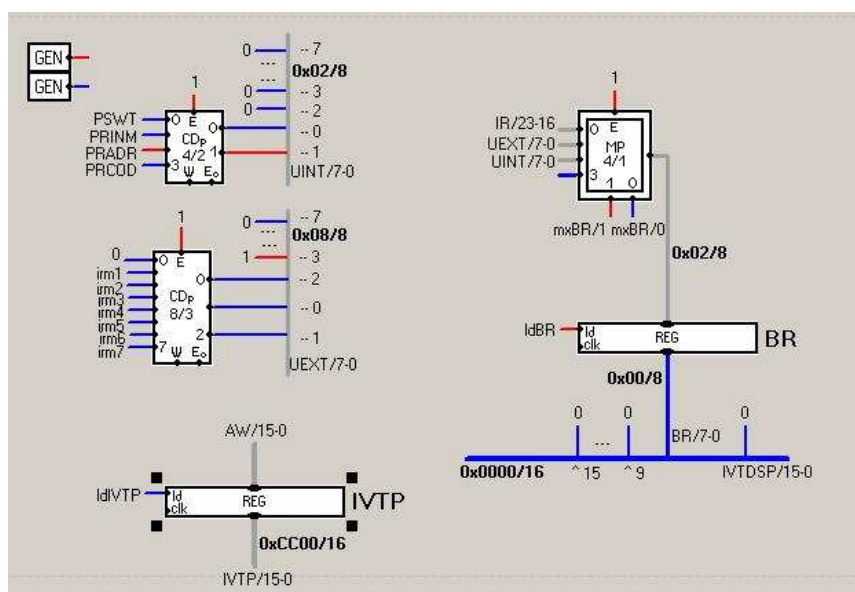 GEN
GEN
1
PSWT
PRINM
PRADR
PRCOD
0 E
CDp
4/2
3
W Eo
0
1
0
...
0
0
-- 7
...
0x02/8
-- 3
-- 2
-- 0
-- 1
UINT/7-0
1
0
irm1
irm2
irm3
irm4
irm5
irm6
irm7
0 E
CDp
8/3
7
W Eo
0
1
2
0
...
1
-- 7
...
0x08/8
-- 3
-- 2
-- 0
-- 1
UEXT/7-0
AW/15-0
ldIVTP
ld
clk
REG
IVTP
0xCC00/16
IVTP/15-0
1
IR/23-16
UEXT/7-0
UINT/7-0
0 E
MP
4/1
3
1 0
mxBR/1 mxBR/0
0x02/8
ldBR
ld
clk
REG
BR
0x00/8
0
0
0
...
BR/7-0
0x0000/16
^15
^9
IVTDSP/15-0